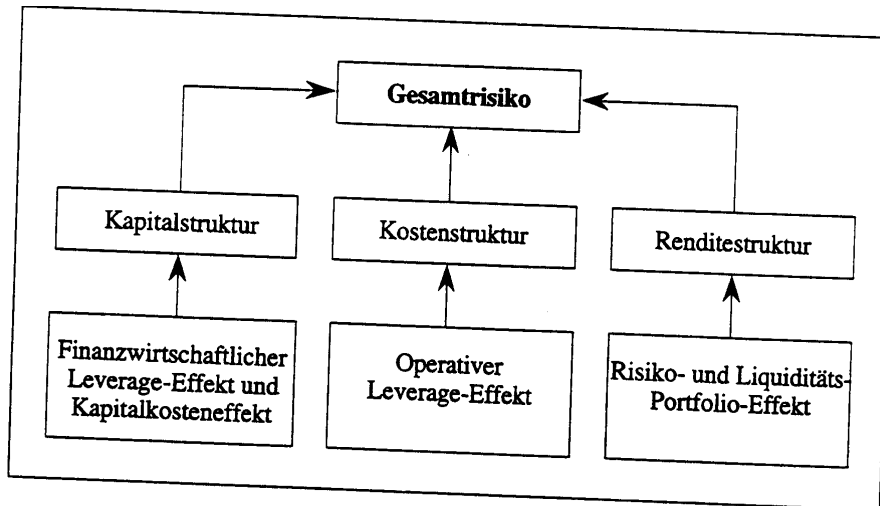 Gesamtrisiko
Kapitalstruktur
Kostenstruktur
Renditestruktur
Finanzwirtschaftlicher
Leverage-Effekt und
Kapitalkosteneffekt
Operativer
Leverage-Effekt
Risiko- und Liquiditäts-
Portfolio-Effekt